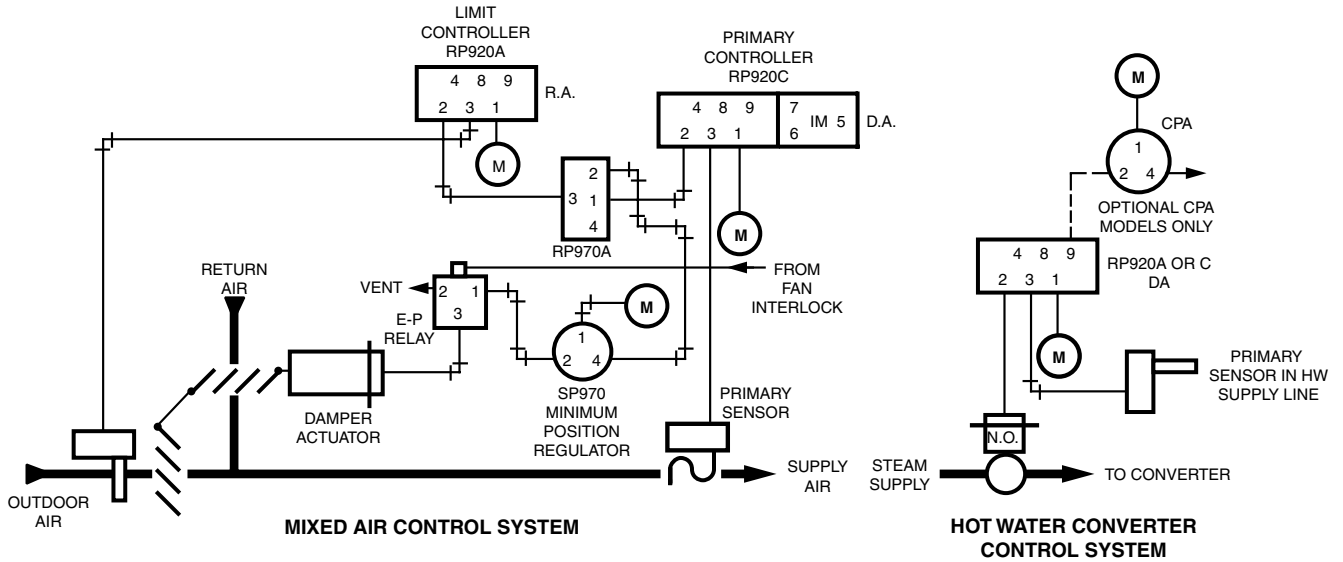 LIMIT
CONTROLLER
RP920A
4 8 9
2 3 1
R.A.
M
PRIMARY
CONTROLLER
RP920C
4 8 9
2 3 1
7
6
IM 5
D.A.
M
2
3 1
4
RP970A
RETURN
AIR
VENT
2 1
3
E-P
RELAY
FROM
FAN
INTERLOCK
M
1
2 4
SP970
MINIMUM
POSITION
REGULATOR
DAMPER
ACTUATOR
PRIMARY
SENSOR
OUTDOOR
AIR
SUPPLY
AIR
MIXED AIR CONTROL SYSTEM
M
CPA
1
2 4
OPTIONAL CPA
MODELS ONLY
4 8 9
2 3 1
RP920A OR C
DA
M
PRIMARY
SENSOR IN HW
SUPPLY LINE
N.O.
STEAM
SUPPLY
TO CONVERTER
HOT WATER CONVERTER
CONTROL SYSTEM